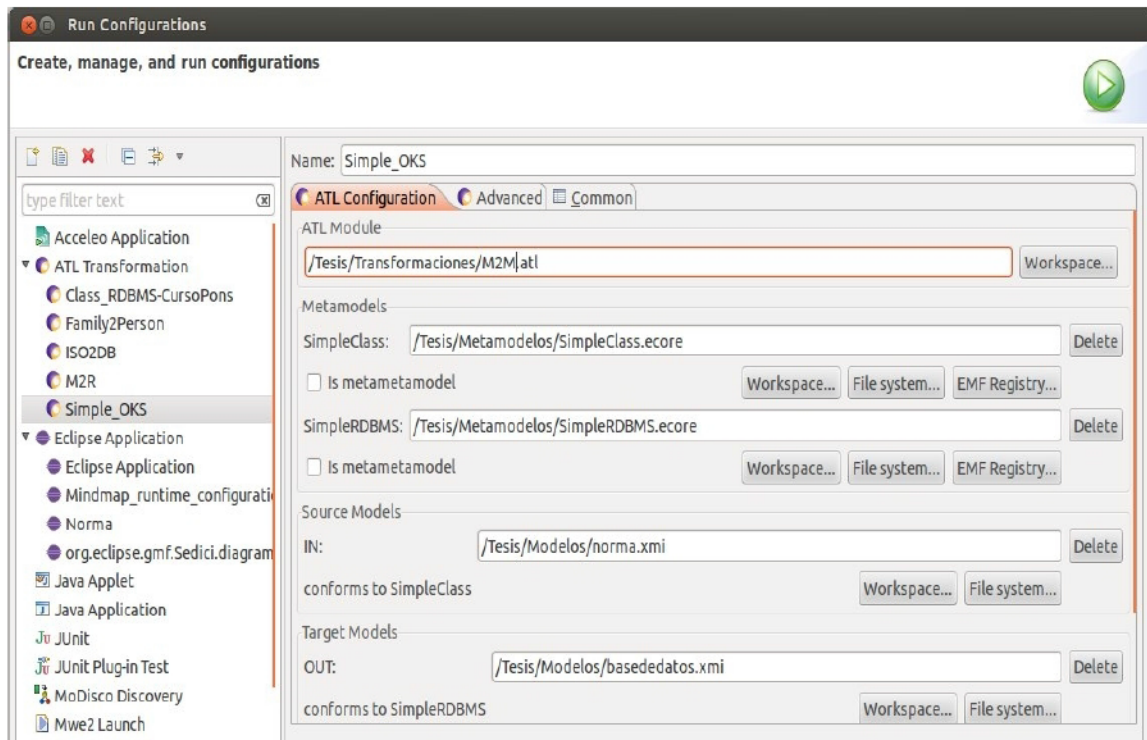 Run Configurations
Create, manage, and run configurations
type filter text
Acceleo Application
ATL Transformation
Class_RDBMS-CursoPons
Family2Person
ISO2DB
M2R
Simple_OKS
Eclipse Application
Eclipse Application
Mindmap_runtime_configurati
Norma
org.eclipse.gmf.Sedici.diagram
Java Applet
Java Application
Ju JUnit
JUnit Plug-in Test
MoDisco Discovery
Mwe2 Launch
Name: Simple_OKS
ATL Configuration Advanced Common
ATL Module
/Tesis/Transformaciones/M2M.atl Workspace...
Metamodels
SimpleClass: /Tesis/Metamodelos/SimpleClass.ecore Delete
Is metametamodel Workspace... File system... EMF Registry...
SimpleRDBMS: /Tesis/Metamodelos/SimpleRDBMS.ecore Delete
Is metametamodel Workspace... File system... EMF Registry...
Source Models
IN: /Tesis/Modelos/norma.xmi Delete
conforms to SimpleClass Workspace... File system...
Target Models
OUT: /Tesis/Modelos/basededatos.xmi Delete
conforms to SimpleRDBMS Workspace... File system...